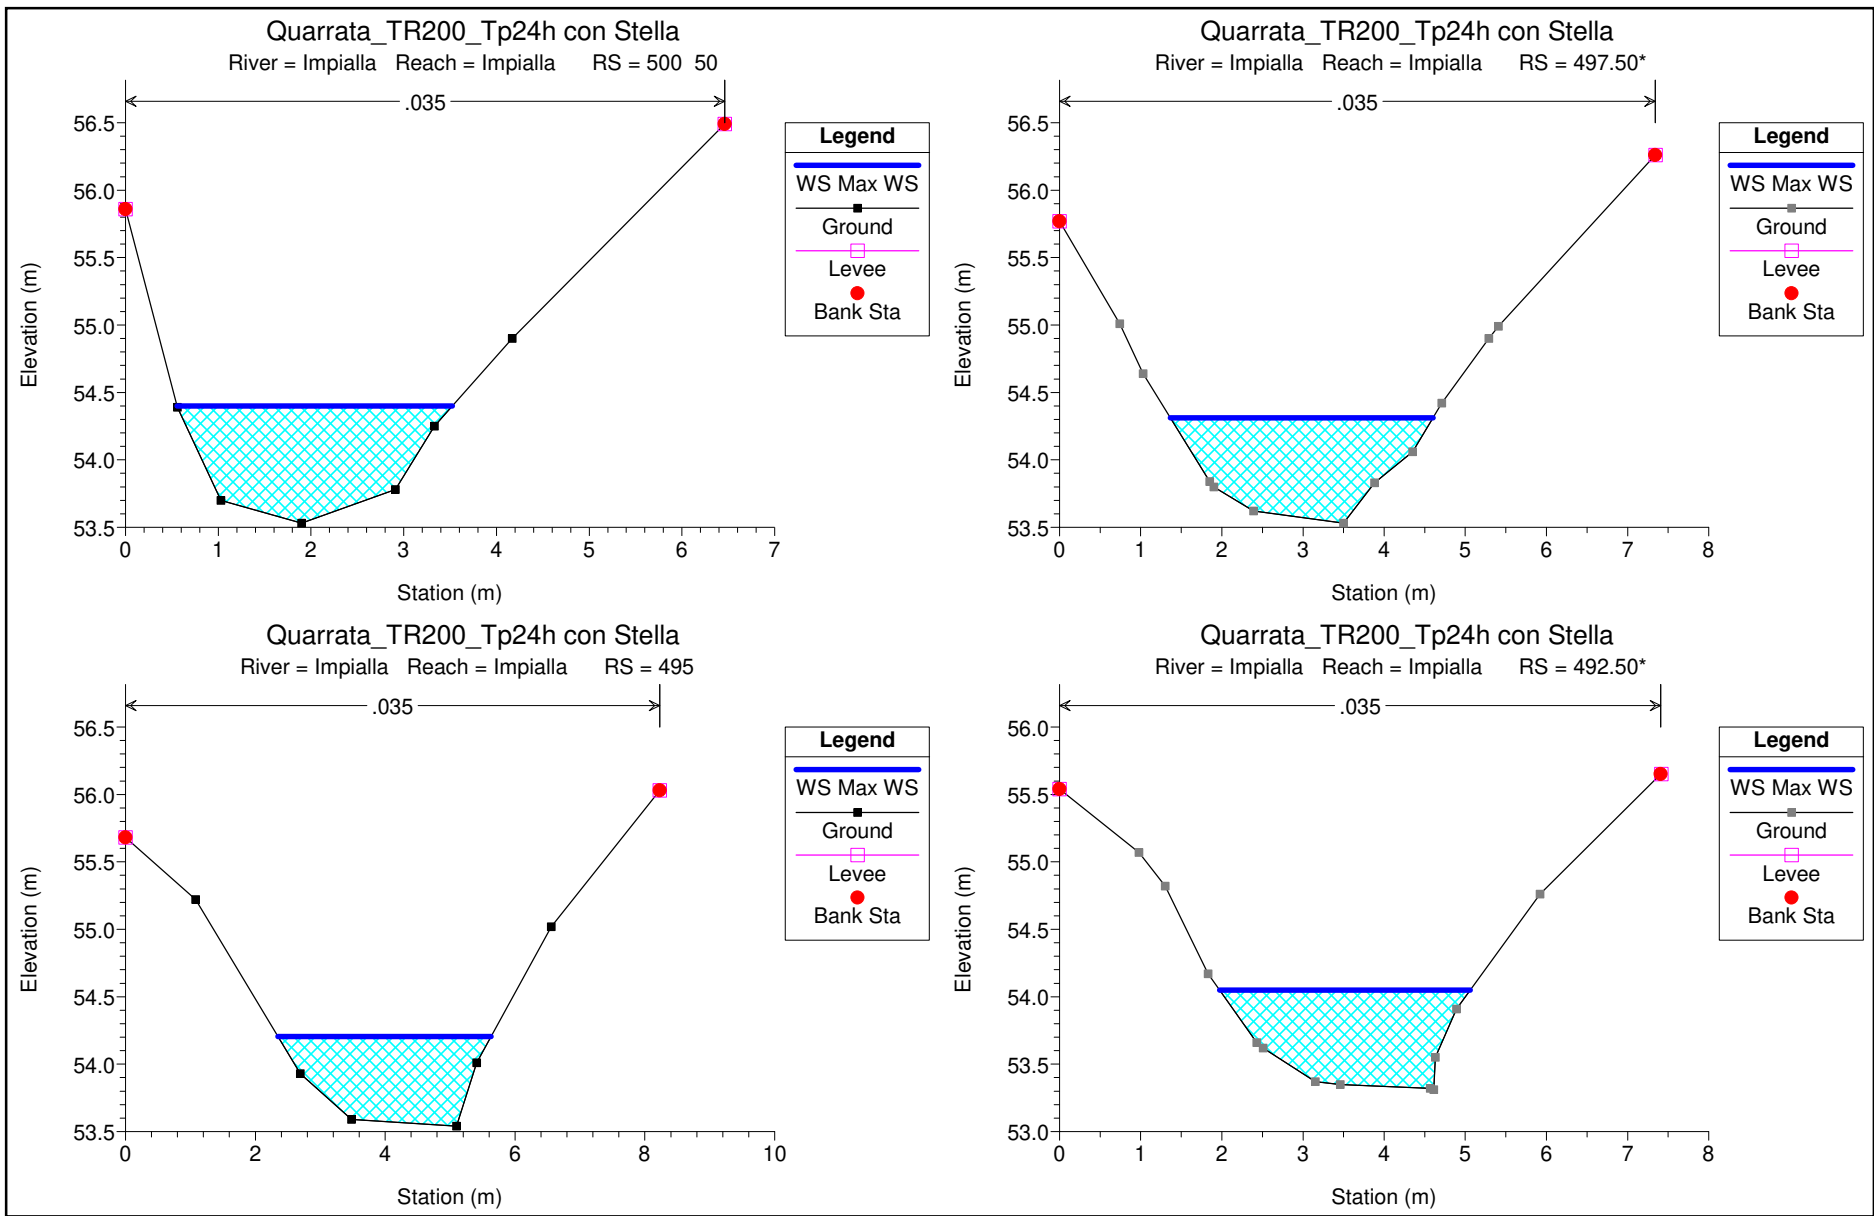 Quarrata_TR200_Tp24h con Stella
River = Impialla Reach = Impialla RS = 500 50
.035
56.5
56.0
55.5
55.0
54.5
54.0
53.5
0 1 2 3 4 5 6 7
Elevation (m)
Station (m)
Legend
WS Max WS
Ground
Levee
Bank Sta
Quarrata_TR200_Tp24h con Stella
River = Impialla Reach = Impialla RS = 497.50*
.035
56.5
56.0
55.5
55.0
54.5
54.0
53.5
0 1 2 3 4 5 6 7 8
Elevation (m)
Station (m)
Legend
WS Max WS
Ground
Levee
Bank Sta
Quarrata_TR200_Tp24h con Stella
River = Impialla Reach = Impialla RS = 495
.035
56.5
56.0
55.5
55.0
54.5
54.0
53.5
0 2 4 6 8 10
Elevation (m)
Station (m)
Legend
WS Max WS
Ground
Levee
Bank Sta
Quarrata_TR200_Tp24h con Stella
River = Impialla Reach = Impialla RS = 492.50*
.035
56.0
55.5
55.0
54.5
54.0
53.5
53.0
0 1 2 3 4 5 6 7 8
Elevation (m)
Station (m)
Legend
WS Max WS
Ground
Levee
Bank Sta